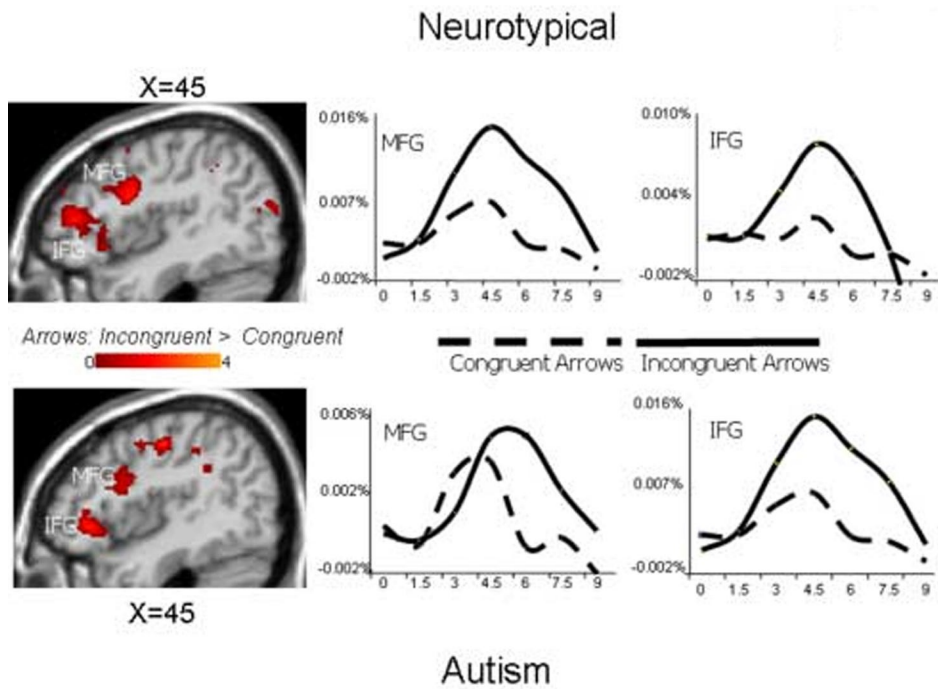 Neurotypical
X=45
MFG
IFG
0.016%
0.007%
-0.002%
MFG
0 1.5 3 4.5 6 7.5 9
0.010%
0.004%
-0.002%
IFG
0 1.5 3 4.5 6 7.5 9
Arrows: Incongruent > Congruent
0 4
Congruent Arrows Incongruent Arrows
MFG
IFG
X=45
0.006%
0.002%
-0.002%
MFG
0 1.5 3 4.5 6 7.5 9
0.016%
0.007%
-0.002%
IFG
0 1.5 3 4.5 6 7.5 9
Autism